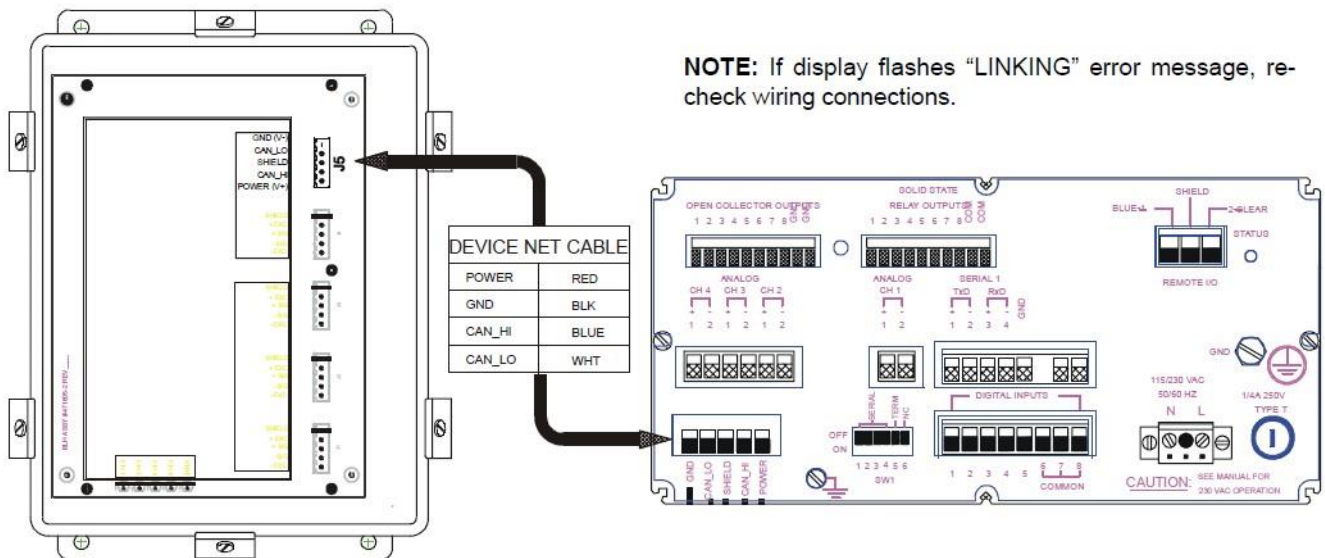 NOTE: If display flashes “LINKING” error message, re-
check wiring connections.
GND (V-)
CAN_LO
SHIELD
CAN_HI
POWER (V+)
J5
DEVICE NET CABLE
POWER RED
GND BLK
CAN_HI BLUE
CAN_LO WHT
SOLID STATE
OPEN COLLECTOR OUTPUTS
RELAY OUTPUTS
1 2 3 4 5 6 7 8 GND GND
1 2 3 4 5 6 7 8 COM COM
SHIELD
BLUE-1
2-CLEAR
STATUS
REMOTE I/O
ANALOG
CH 4 CH 3 CH 2
+ - + - + -
1 2 1 2 1 2
ANALOG
CH 1
+ -
1 2
SERIAL 1
TxD RxD GND
+ - + -
1 2 3 4
GND
115/230 VAC
50/60 HZ
N L
1/4A 250V
TYPE T
SERIAL
TERM
NC
OFF
ON
1 2 3 4 5 6
SW1
DIGITAL INPUTS
1 2 3 4 5 6 7 8
COMMON
GND
CAN_LO
SHIELD
CAN_HI
POWER
CAUTION: SEE MANUAL FOR
230 VAC OPERATION